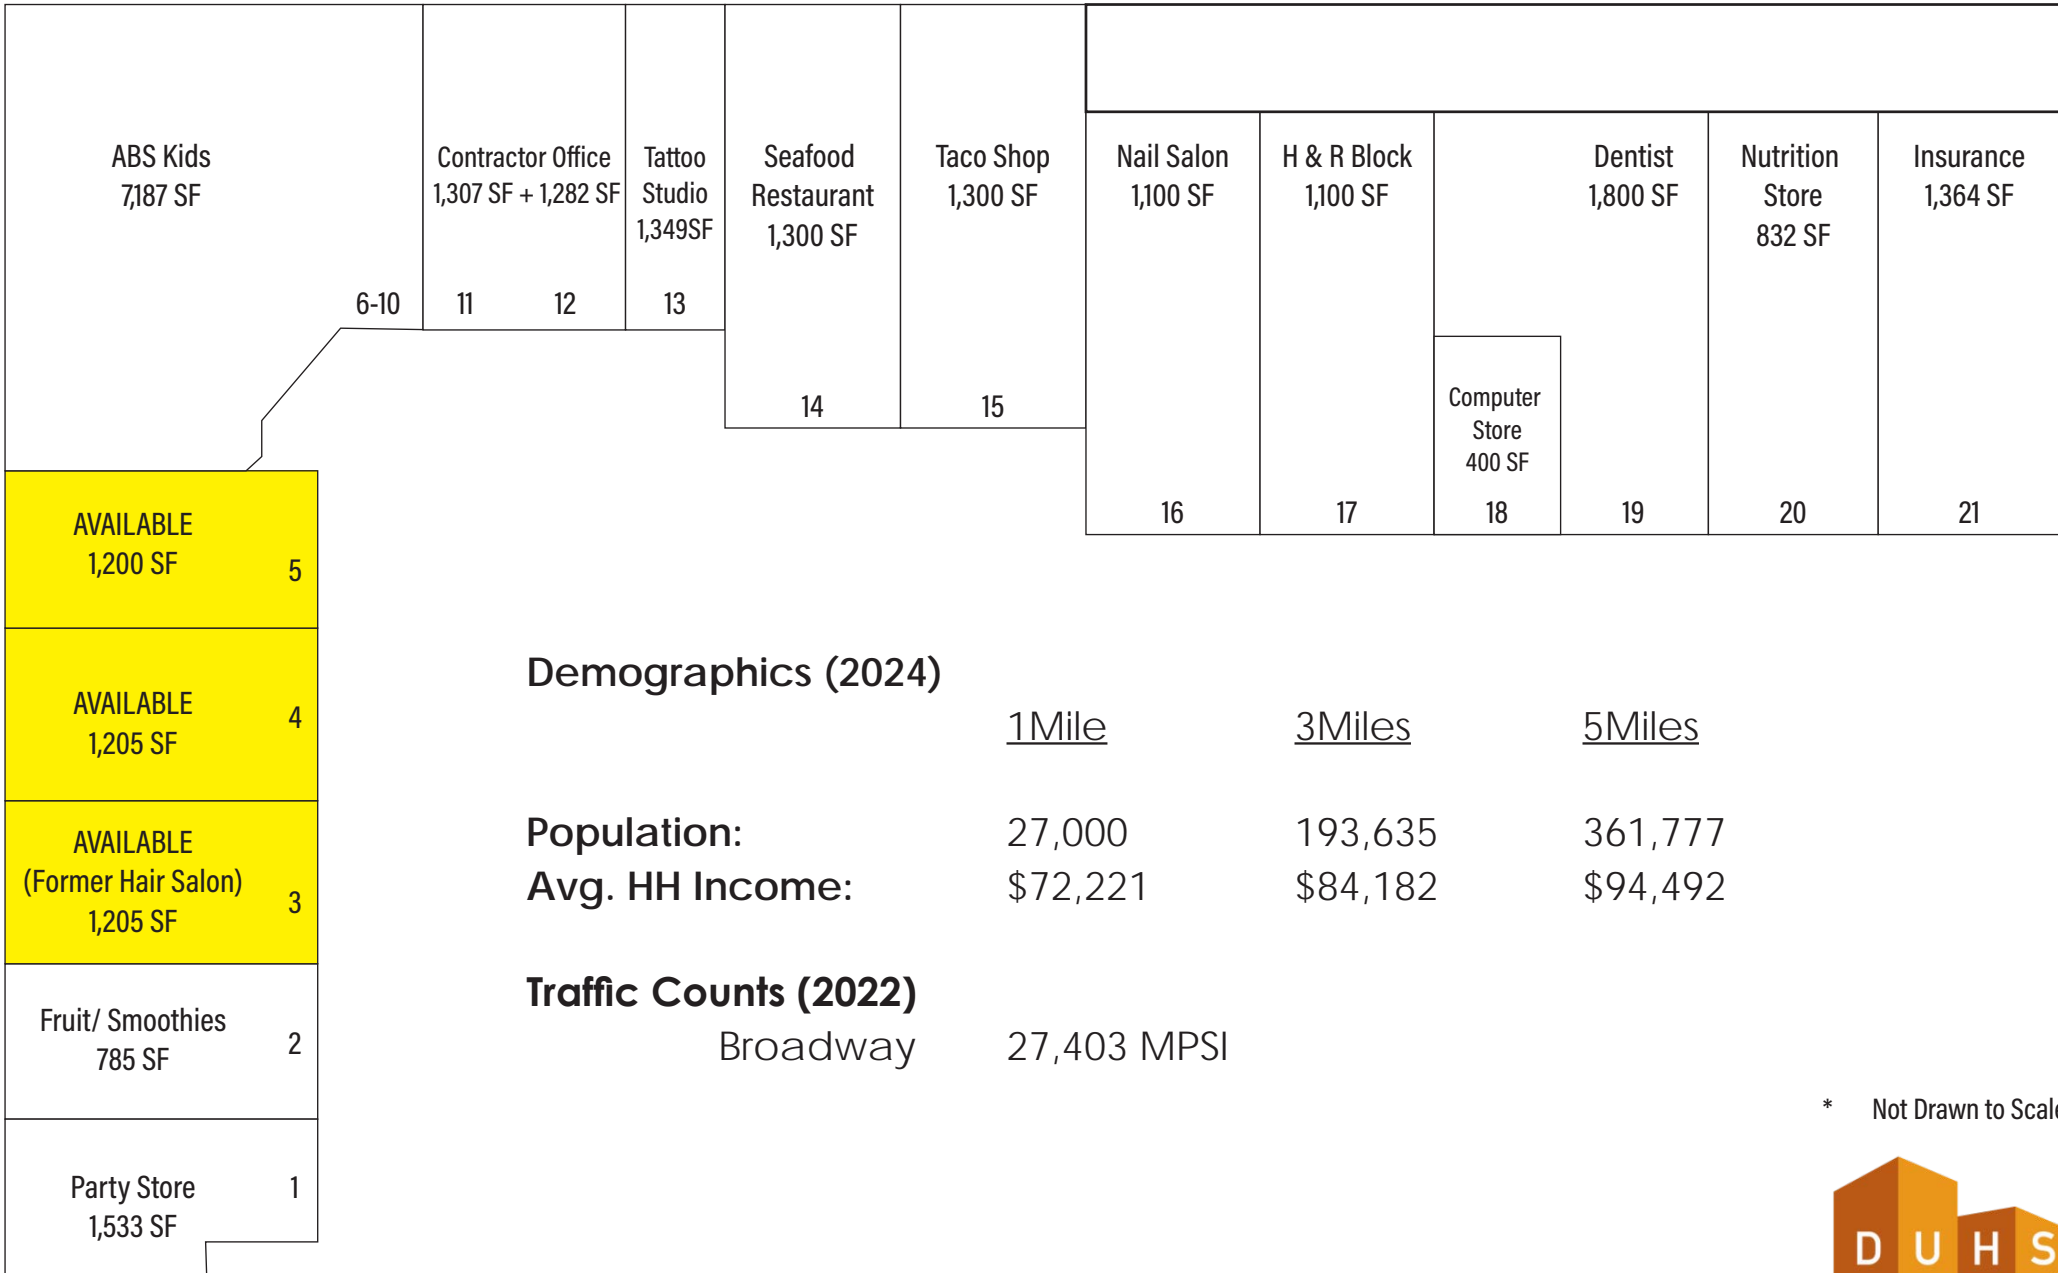 ABS Kids
7,187 SF
6-10
Contractor Office
1,307 SF + 1,282 SF
11 12
Tattoo
Studio
1,349SF
13
Seafood
Restaurant
1,300 SF
14
Taco Shop
1,300 SF
15
Nail Salon
1,100 SF
16
H & R Block
1,100 SF
17
Computer
Store
400 SF
18
Dentist
1,800 SF
19
Nutrition
Store
832 SF
20
Insurance
1,364 SF
21
AVAILABLE
1,200 SF
5
AVAILABLE
1,205 SF
4
AVAILABLE
(Former Hair Salon)
1,205 SF
3
Fruit/ Smoothies
785 SF
2
Party Store
1,533 SF
1
Demographics (2024)
1Mile 3Miles 5Miles
Population: 27,000 193,635 361,777
Avg. HH Income: $72,221 $84,182 $94,492
Traffic Counts (2022)
Broadway 27,403 MPSI
* Not Drawn to Scale
DUHS